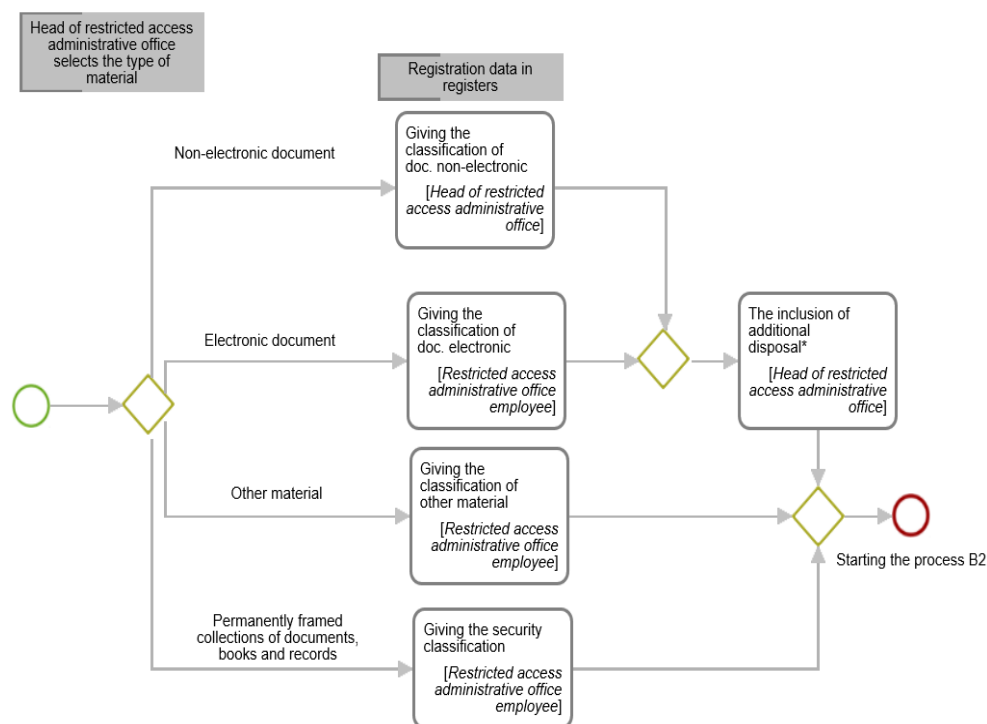 Head of restricted access
administrative office
selects the type of
material
Registration data in
registers
Non-electronic document
Giving the
classification of
doc. non-electronic
[Head of restricted
access administrative
office]
Electronic document
Giving the
classification of
doc. electronic
[Restricted access
administrative office
employee]
The inclusion of
additional
disposal*
[Head of restricted
access administrative
office]
Other material
Giving the
classification of
other material
[Restricted access
administrative office
employee]
Starting the process B2
Permanently framed
collections of documents,
books and records
Giving the security
classification
[Restricted access
administrative office
employee]